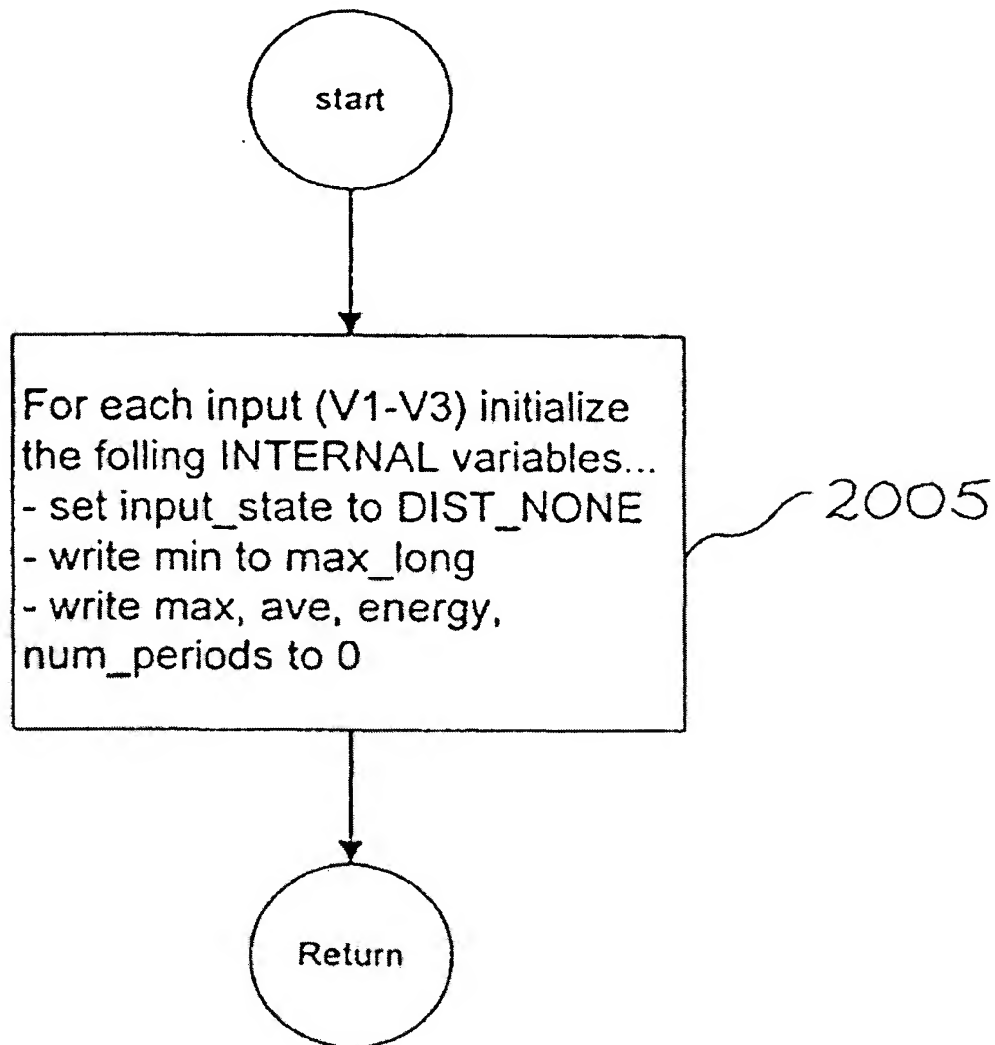 start
For each input (V1-V3) initialize
the folling INTERNAL variables...
- set input_state to DIST_NONE
- write min to max_long
- write max, ave, energy,
num_periods to 0
2005
Return